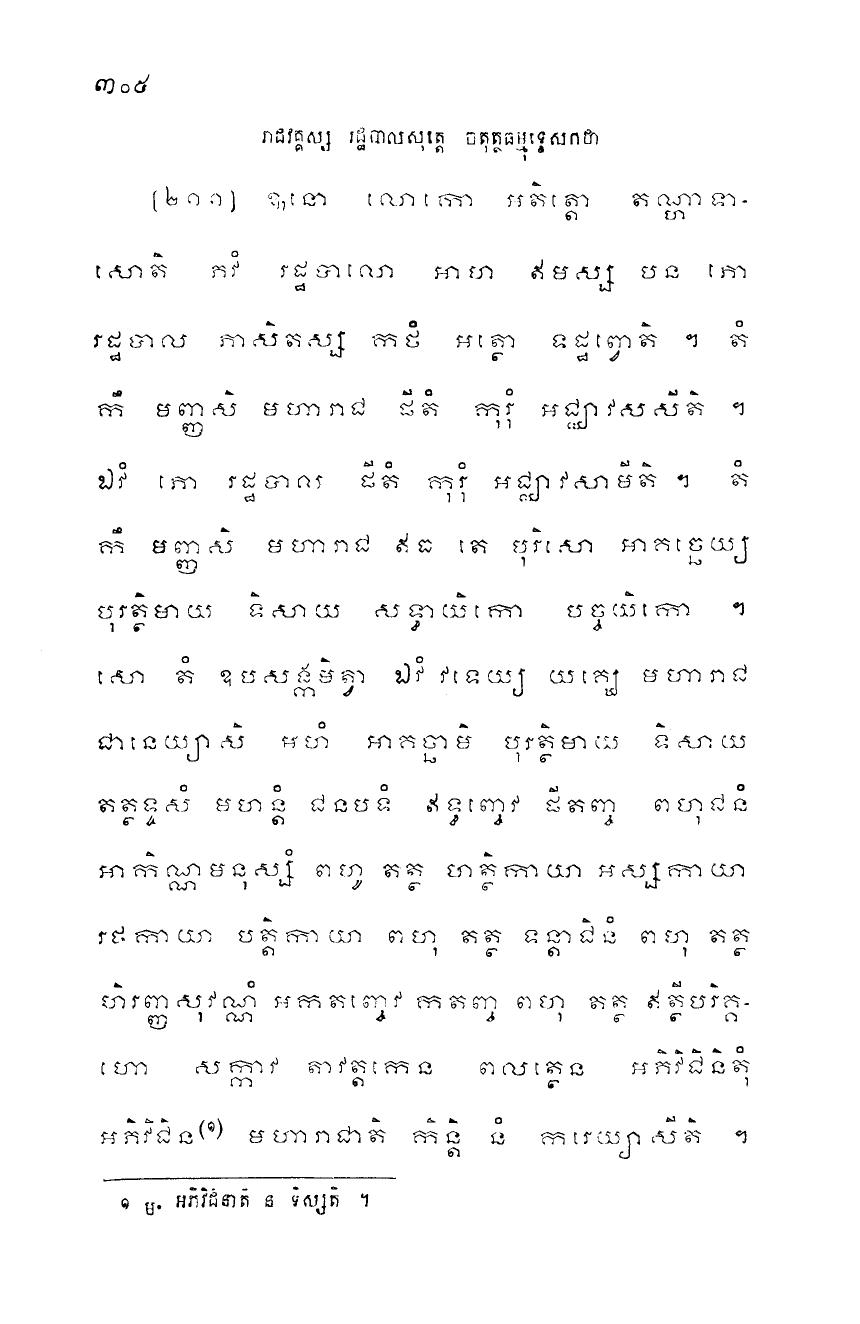 ៣០៥
រាជវគ្គស្ស រដ្ឋបាលសុត្តេ ចតុត្ថធម្មុទ្ទេសកថា
[២១១] ឩនោ លោកោ អតិត្តោ តណ្ហាទា-
សោតិ ភវំ រដ្ឋបាលោ អាហ ឥមស្ស បន ភោ
រដ្ឋបាល ភាសិតស្ស កថំ អត្ថោ ទដ្ឋព្វោតិ ។ តំ
កឹ មញ្ញសិ មហារាជ ផីតំ កុរុំ អជ្ឈាវសសីតិ ។
ឯវំ ភោ រដ្ឋបាល ផីតំ កុរុំ អជ្ឈាវសាមីតិ ។ តំ
កឹ មញ្ញសិ មហារាជ ឥធ តេ បុរិសោ អាគច្ឆេយ្យ
បុរត្ថិមាយ ទិសាយ សទ្ធាយិកោ បច្ចយិកោ ។
សោ តំ ឧបសង្កមិត្វា ឯវំ វទេយ្យ យគ្ឃេ មហារាជ
ជានេយ្យាសិ អហំ អាគច្ឆាមិ បុរត្ថិមាយ ទិសាយ
តត្ថទ្ទសំ មហន្តំ ជនបទំ ឥទ្ធញ្ចេវ ផីតញ្ច ពហុជនំ
អាកិណ្ណមនុស្សំ ពហូ តត្ថ ហត្ថិកាយា អស្សកាយា
រថកាយា បត្តិកាយា ពហុ តត្ថ ទន្តាជិនំ ពហុ តត្ថ
ហិរញ្ញសុវណ្ណំ អកតញ្ចេវ កតញ្ច ពហុ តត្ថ ឥត្ថីបរិគ្គ-
ហោ សក្កាវ តាវត្តកេន ពលត្ថេន អភិវិជិនិតុំ
អភិវិជិន(១) មហារាជាតិ កិន្តិ នំ ករេយ្យាសីតិ ។
១ ម្ម. អភិវិជំនាតិ ន ទិស្សតិ ។